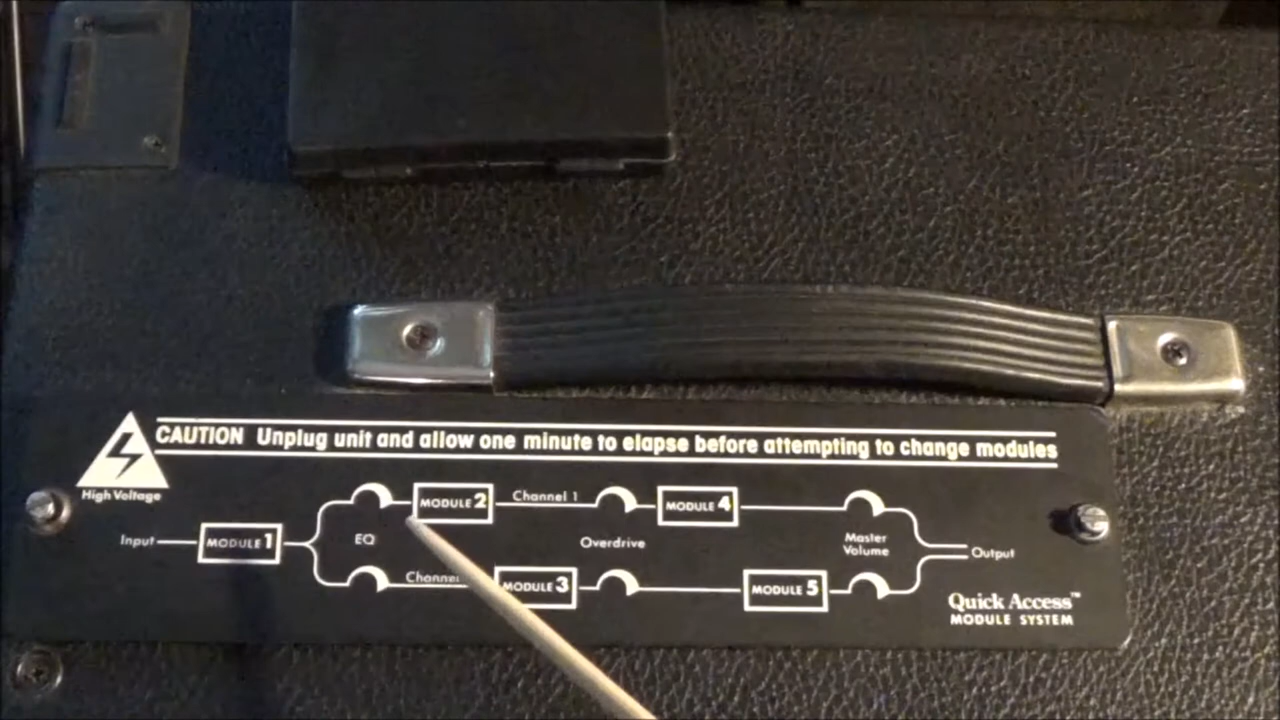 CAUTION Unplug unit and allow one minute to elapse before attempting to change modules
High Voltage
MODULE 2 Channel 1 MODULE 4
Input MODULE 1 EQ Overdrive Master Volume Output
MODULE 3 MODULE 5
Quick Access™
MODULE SYSTEM